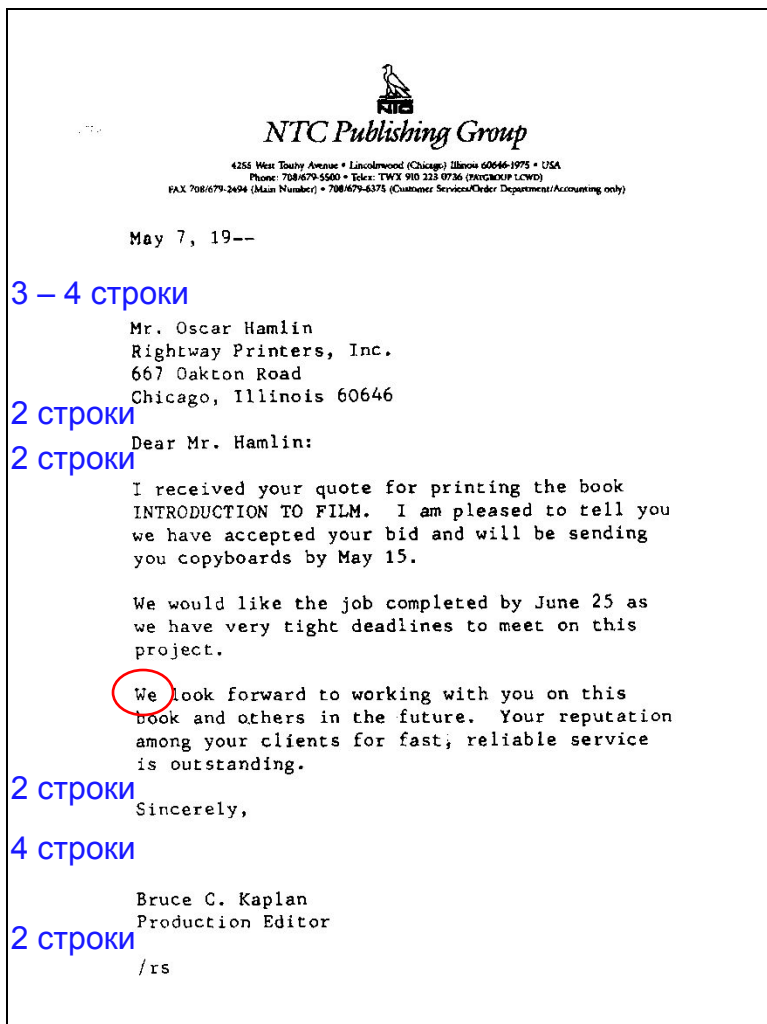 NTC
NTC Publishing Group
4255 West Touhy Avenue • Lincolnwood (Chicago) Illinois 60646-1975 • USA
Phone: 708/679-5500 • Telex: TWX 910 223 0736 (PATGROUP LCWD)
FAX 708/679-2494 (Main Number) • 708/679-6375 (Customer Services/Order Department/Accounting only)
May 7, 19--
3 – 4 строки
Mr. Oscar Hamlin
Rightway Printers, Inc.
667 Oakton Road
Chicago, Illinois 60646
2 строки
Dear Mr. Hamlin:
2 строки
I received your quote for printing the book
INTRODUCTION TO FILM. I am pleased to tell you
we have accepted your bid and will be sending
you copyboards by May 15.
We would like the job completed by June 25 as
we have very tight deadlines to meet on this
project.
We look forward to working with you on this
book and others in the future. Your reputation
among your clients for fast, reliable service
is outstanding.
2 строки
Sincerely,
4 строки
Bruce C. Kaplan
Production Editor
2 строки
/rs